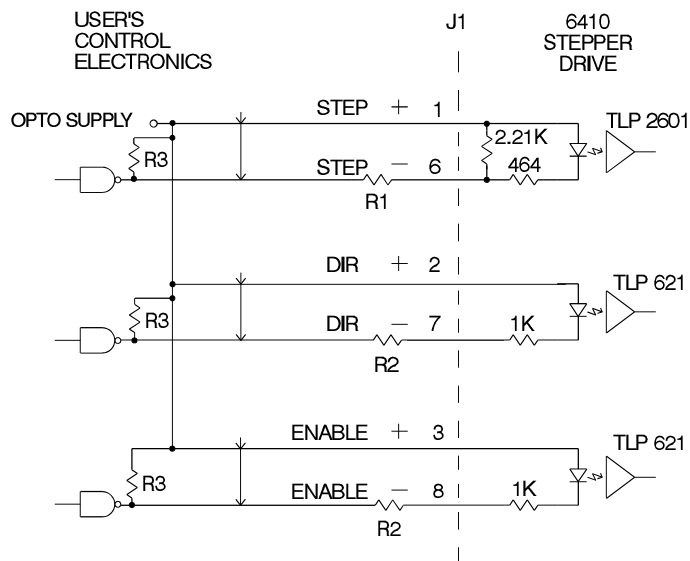 USER'S
CONTROL
ELECTRONICS
J1
6410
STEPPER
DRIVE
OPTO SUPPLY
STEP + 1
TLP 2601
2.21K
R3
STEP − 6
464
R1
DIR + 2
TLP 621
R3
DIR − 7
1K
R2
ENABLE + 3
TLP 621
R3
ENABLE − 8
1K
R2